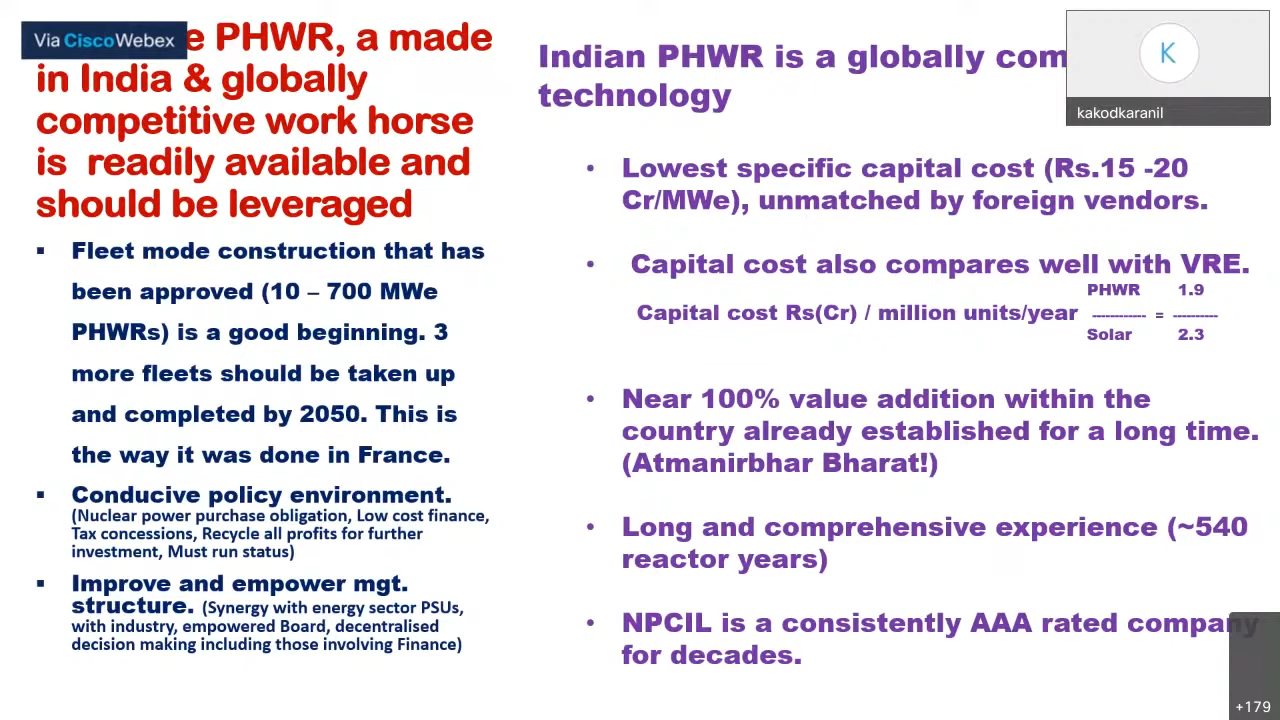 Via Cisco Webex
e PHWR, a made
in India & globally
competitive work horse
is readily available and
should be leveraged
▪ Fleet mode construction that has
been approved (10 – 700 MWe
PHWRs) is a good beginning. 3
more fleets should be taken up
and completed by 2050. This is
the way it was done in France.
▪ Conducive policy environment.
(Nuclear power purchase obligation, Low cost finance,
Tax concessions, Recycle all profits for further
investment, Must run status)
▪ Improve and empower mgt.
structure. (Synergy with energy sector PSUs,
with industry, empowered Board, decentralised
decision making including those involving Finance)
Indian PHWR is a globally com
technology
• Lowest specific capital cost (Rs.15 -20
Cr/MWe), unmatched by foreign vendors.
• Capital cost also compares well with VRE.
PHWR 1.9
Capital cost Rs(Cr) / million units/year ------------ = ----------
Solar 2.3
• Near 100% value addition within the
country already established for a long time.
(Atmanirbhar Bharat!)
• Long and comprehensive experience (~540
reactor years)
• NPCIL is a consistently AAA rated company
for decades.
K
kakodkaranil
+179